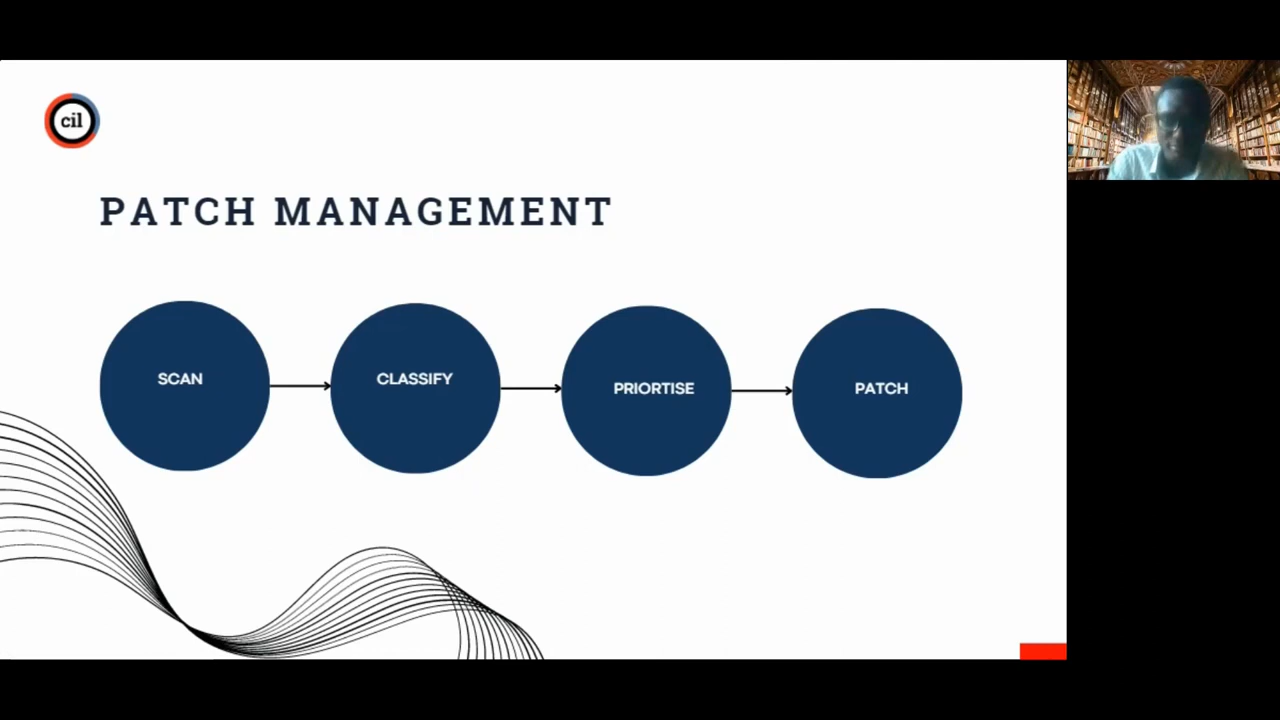 cil
PATCH MANAGEMENT
SCAN
CLASSIFY
PRIORTISE
PATCH